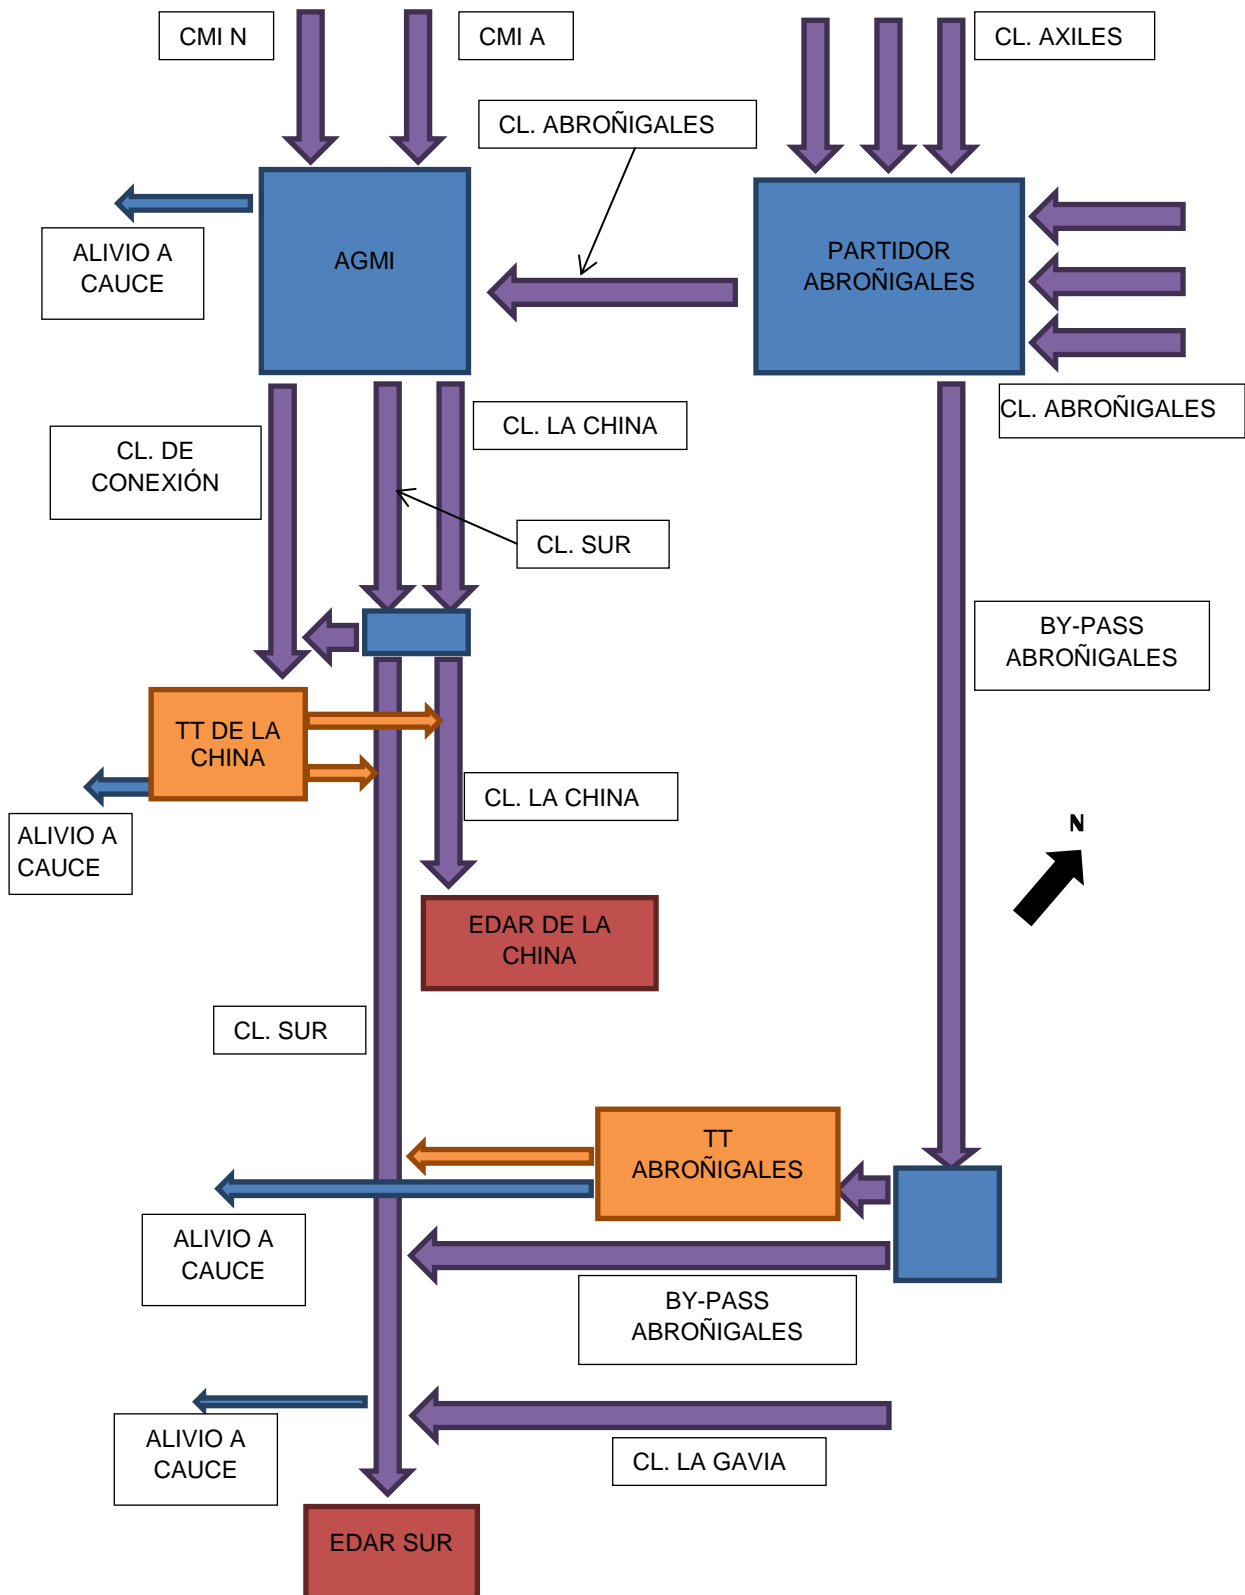 CMI N
CMI A
CL. AXILES
CL. ABROÑIGALES
ALIVIO A
CAUCE
AGMI
PARTIDOR
ABROÑIGALES
CL. ABROÑIGALES
CL. LA CHINA
CL. DE
CONEXIÓN
CL. SUR
BY-PASS
ABROÑIGALES
TT DE LA
CHINA
CL. LA CHINA
ALIVIO A
CAUCE
N
EDAR DE LA
CHINA
CL. SUR
TT
ABROÑIGALES
ALIVIO A
CAUCE
BY-PASS
ABROÑIGALES
ALIVIO A
CAUCE
CL. LA GAVIA
EDAR SUR